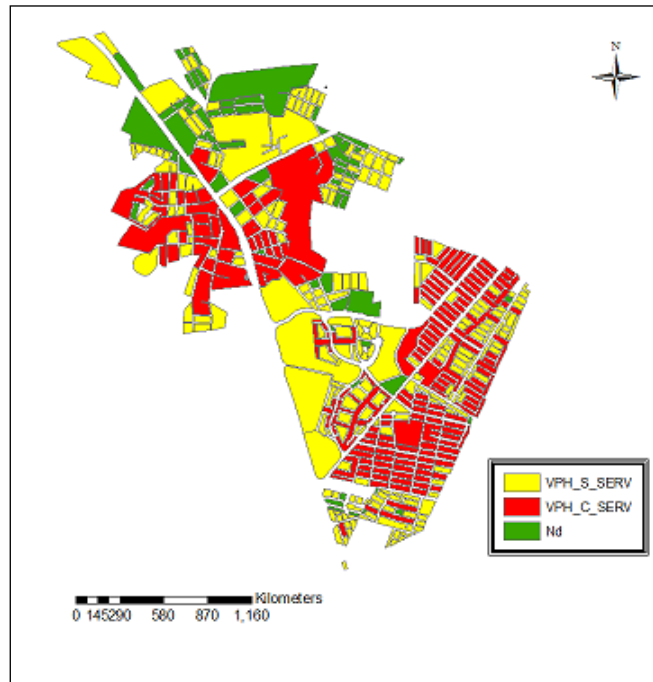 N
VPH_S_SERV
VPH_C_SERV
Nd
Kilometers
0 145290 580 870 1,160